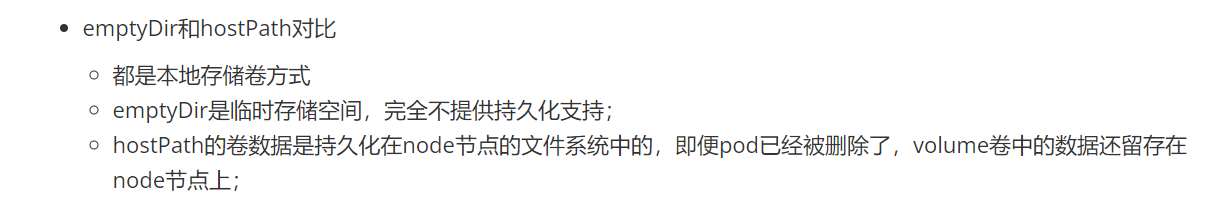 emptyDir和hostPath对比
都是本地存储卷方式
emptyDir是临时存储空间，完全不提供持久化支持；
hostPath的卷数据是持久化在node节点的文件系统中的，即便pod已经被删除了，volume卷中的数据还留存在
node节点上；